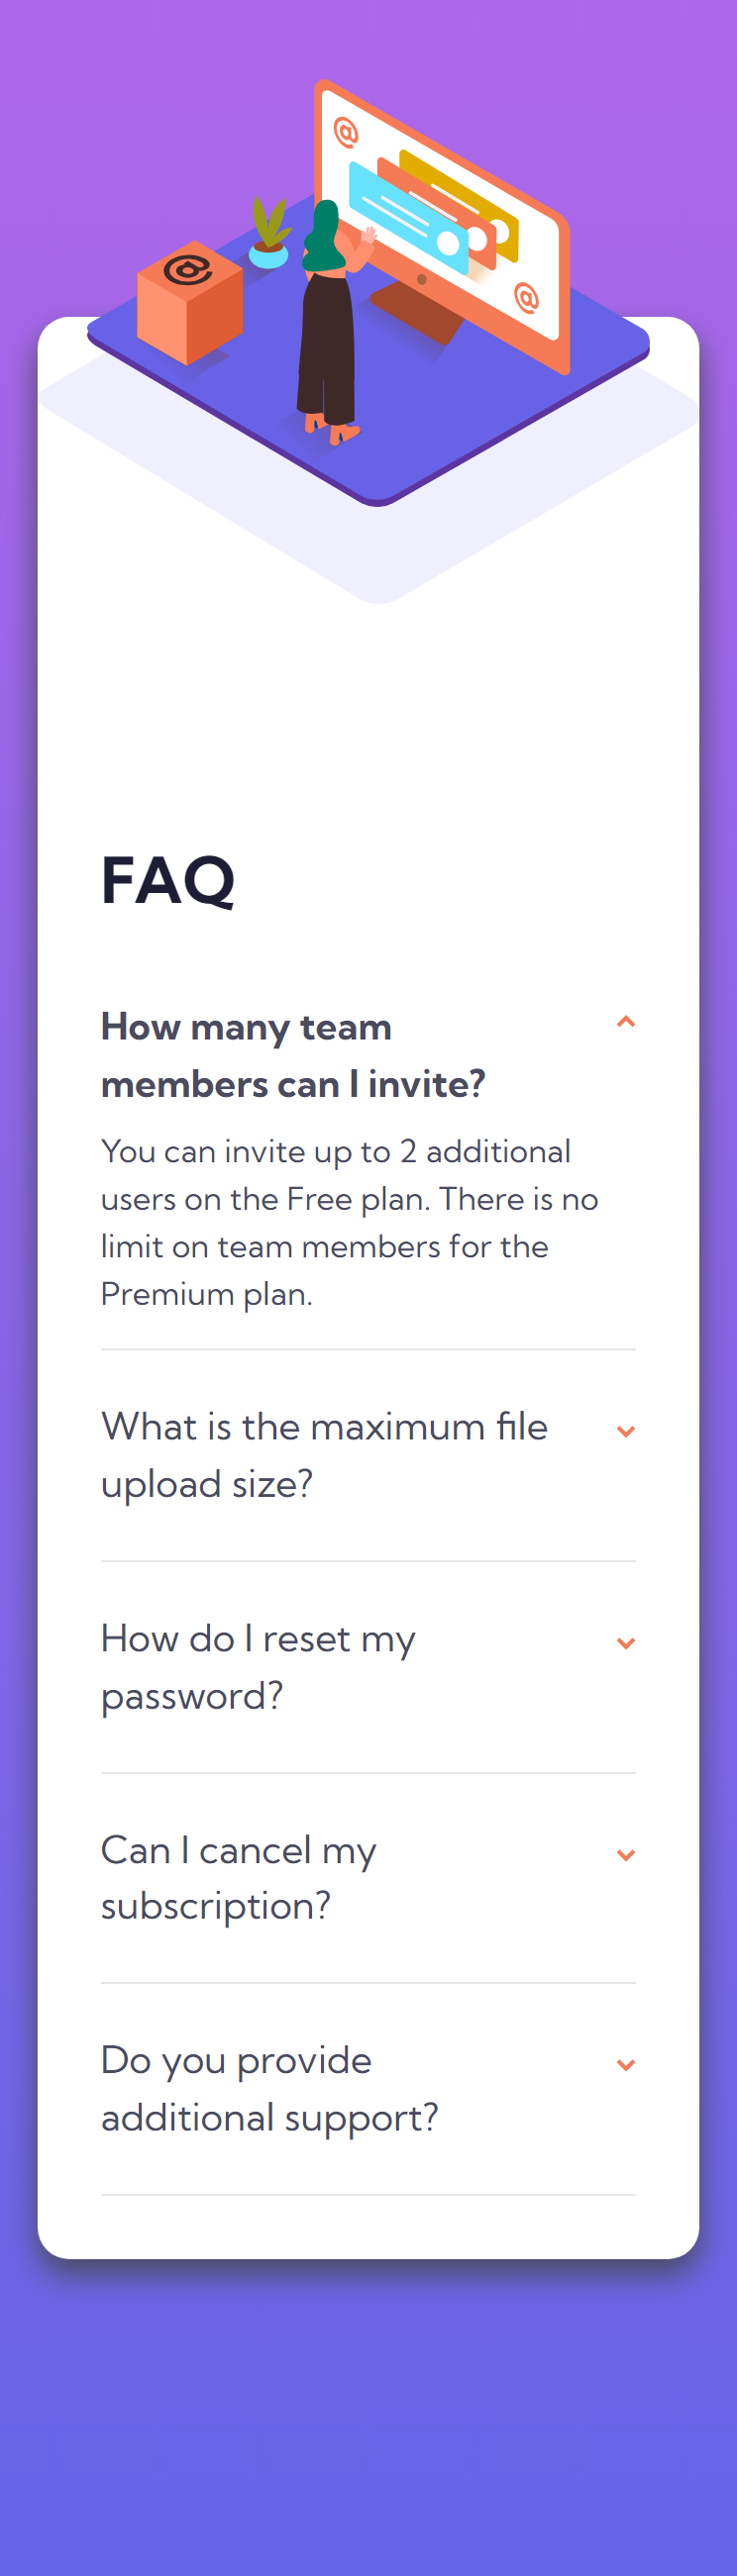 @
@
@
FAQ
How many team
members can I invite?
You can invite up to 2 additional
users on the Free plan. There is no
limit on team members for the
Premium plan.
What is the maximum file
upload size?
How do I reset my
password?
Can I cancel my
subscription?
Do you provide
additional support?